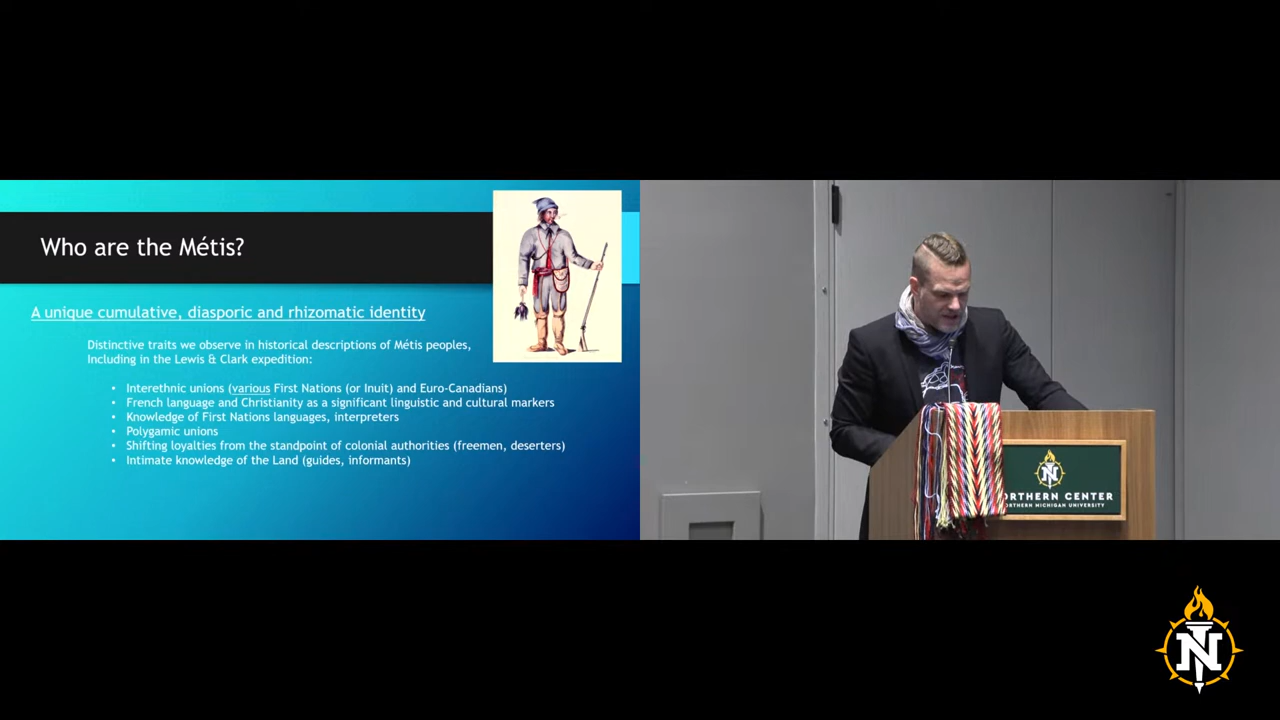 Who are the Métis?
A unique cumulative, diasporic and rhizomatic identity
Distinctive traits we observe in historical descriptions of Métis peoples,
Including in the Lewis & Clark expedition:
• Interethnic unions (various First Nations (or Inuit) and Euro-Canadians)
• French language and Christianity as a significant linguistic and cultural markers
• Knowledge of First Nations languages, interpreters
• Polygamic unions
• Shifting loyalties from the standpoint of colonial authorities (freemen, deserters)
• Intimate knowledge of the Land (guides, informants)
N
ORTHERN CENTER
ORTHERN MICHIGAN UNIVERSITY
N